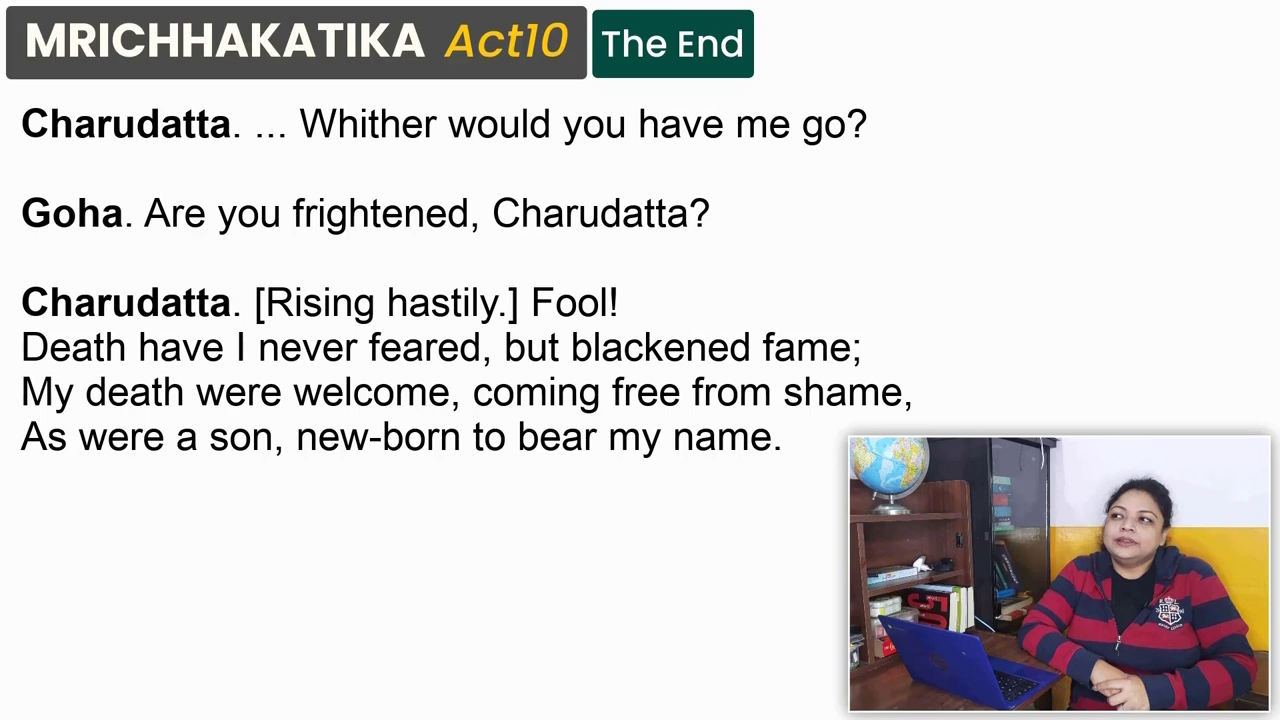 MRICHHAKATIKA Act10 The End
Charudatta. ... Whither would you have me go?
Goha. Are you frightened, Charudatta?
Charudatta. [Rising hastily.] Fool!
Death have I never feared, but blackened fame;
My death were welcome, coming free from shame,
As were a son, new-born to bear my name.